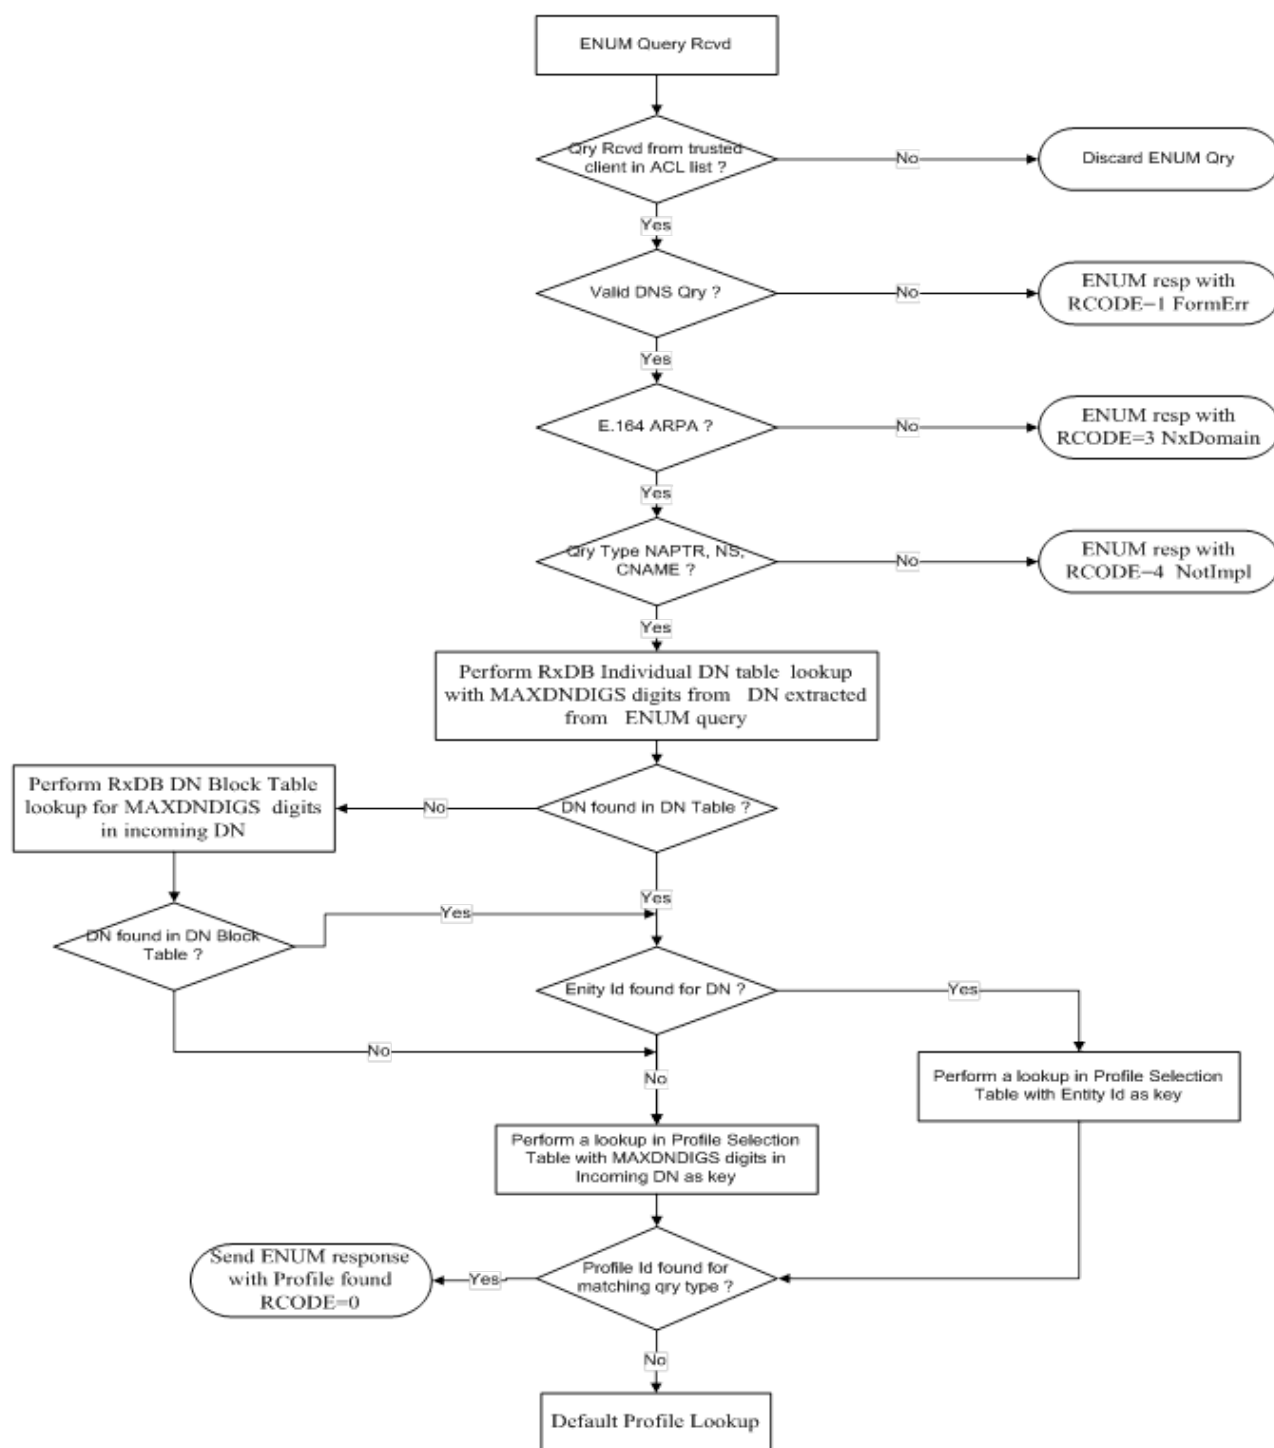 ENUM Query Rcvd
Qry Rcvd from trusted
client in ACL list ?
No
Discard ENUM Qry
Yes
Valid DNS Qry ?
No
ENUM resp with
RCODE=1 FormErr
Yes
E.164 ARPA ?
No
ENUM resp with
RCODE=3 NxDomain
Yes
Qry Type NAPTR, NS,
CNAME ?
No
ENUM resp with
RCODE=4 NotImpl
Yes
Perform RxDB Individual DN table lookup
with MAXDNDIGS digits from DN extracted
from ENUM query
Perform RxDB DN Block Table
lookup for MAXDNDIGS digits
in incoming DN
No
DN found in DN Table ?
Yes
Yes
DN found in DN Block
Table ?
Enity Id found for DN ?
Yes
No
No
Perform a lookup in Profile Selection
Table with Entity Id as key
Perform a lookup in Profile Selection
Table with MAXDNDIGS digits in
Incoming DN as key
Send ENUM response
with Profile found
RCODE=0
Yes
Profile Id found for
matching qry type ?
No
Default Profile Lookup